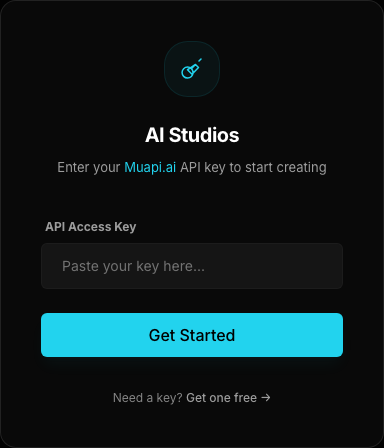 AI Studios
Enter your Muapi.ai API key to start creating
API Access Key
Paste your key here...
Get Started
Need a key? Get one free →